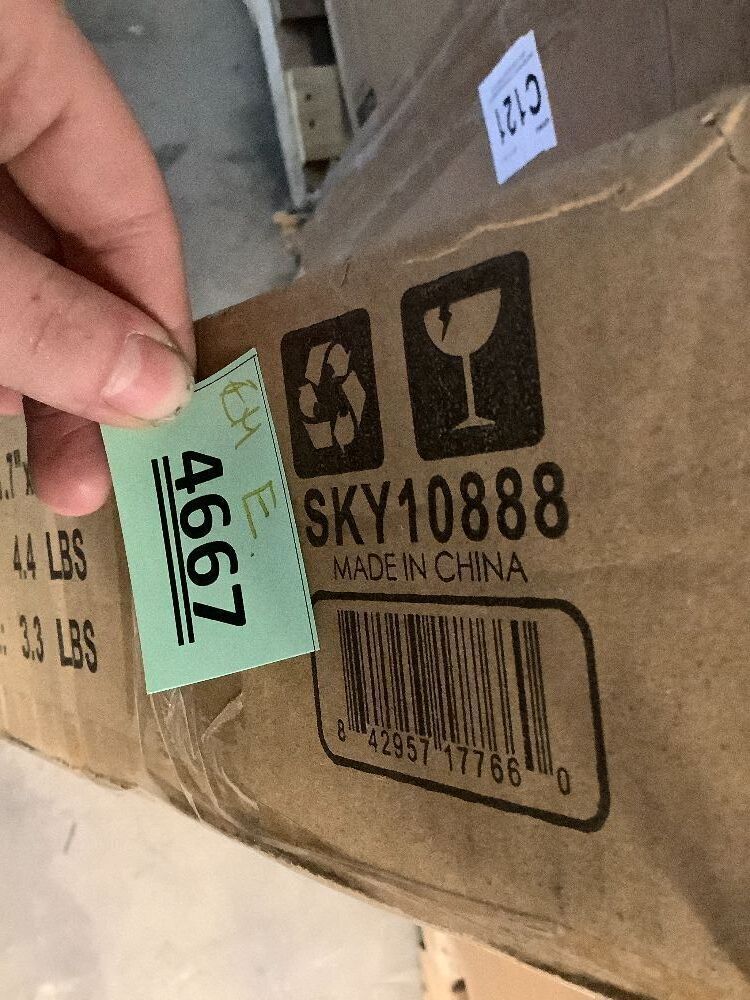 C121
SKY10888
MADE IN CHINA
8 42957 17766 0
4667
E.
4.4 LBS
3.3 LBS